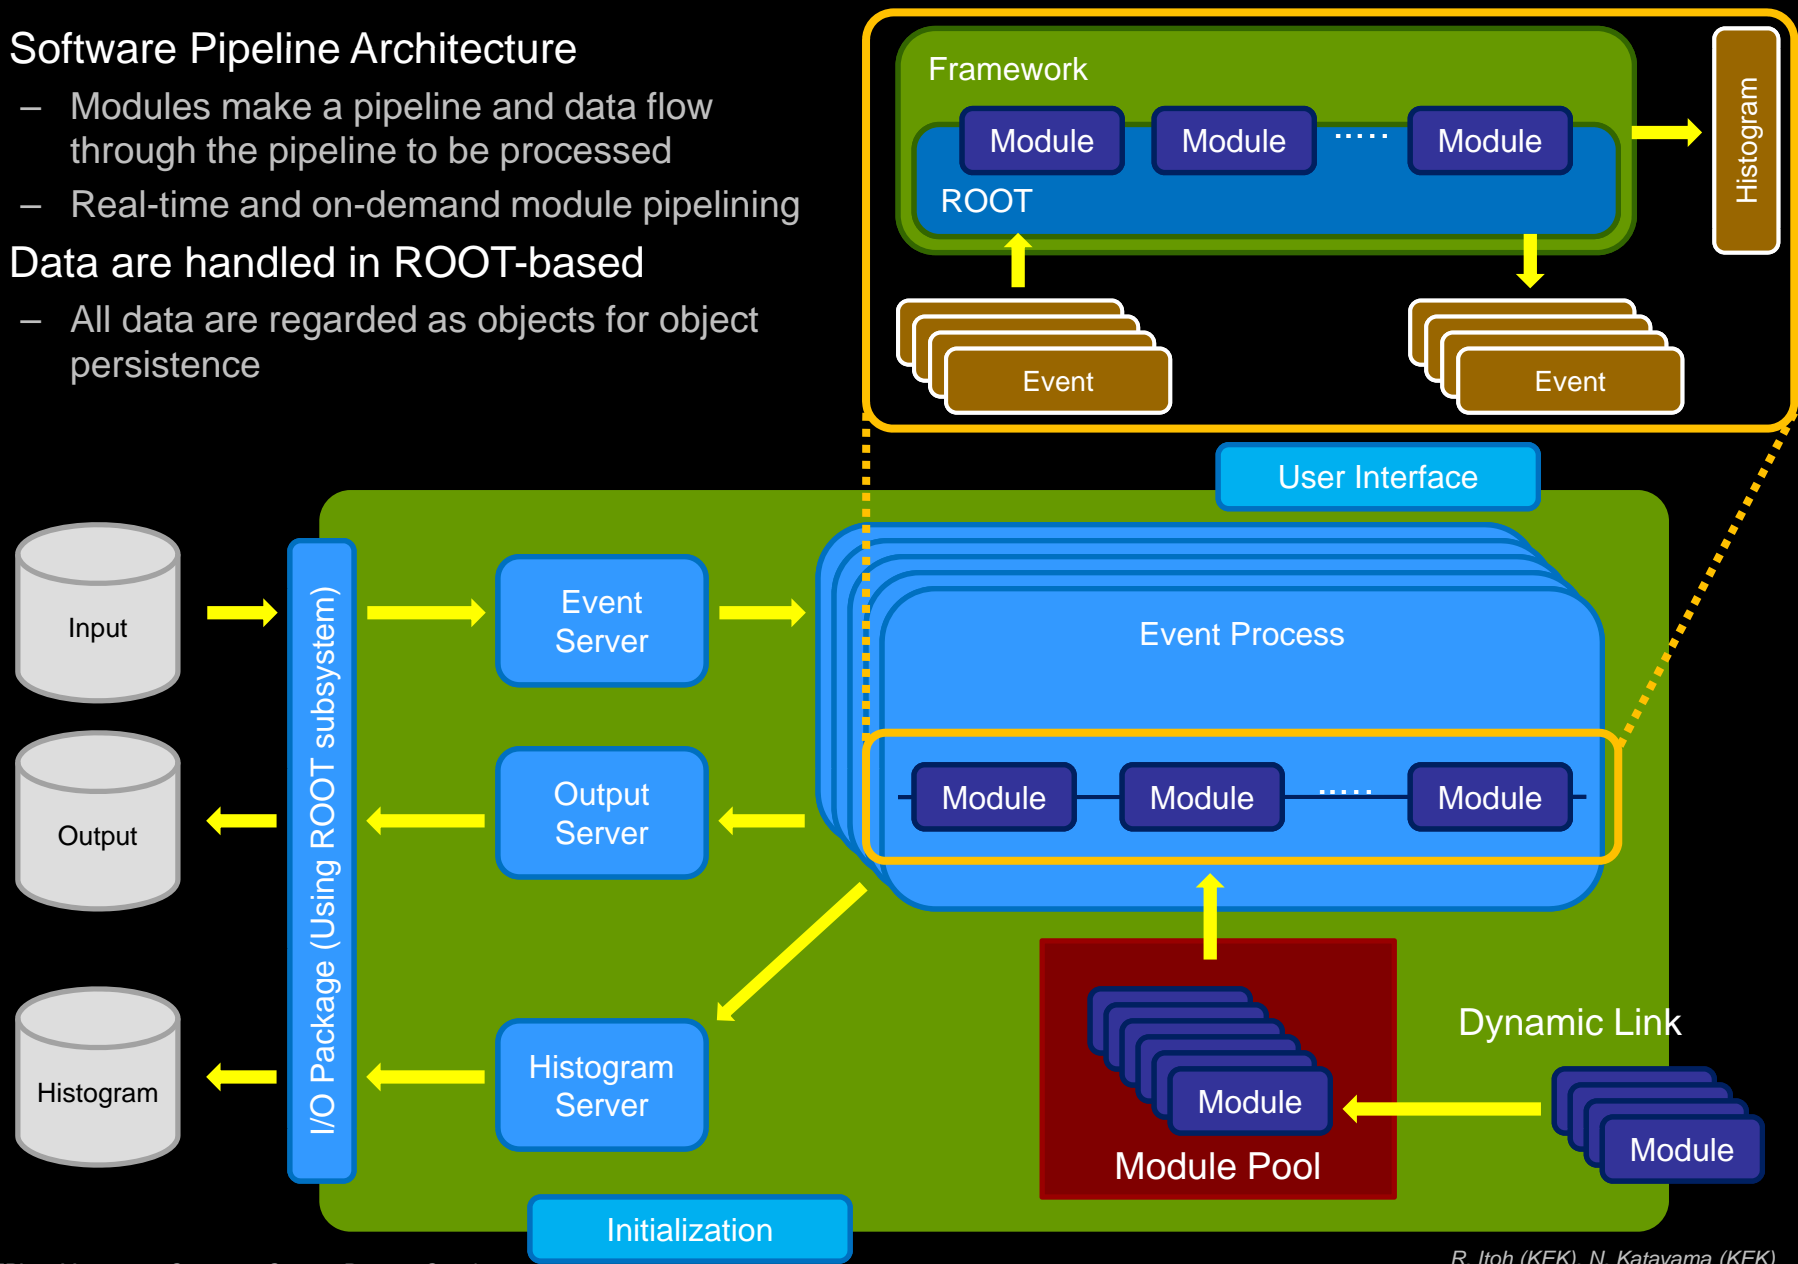 Software Pipeline Architecture
– Modules make a pipeline and data flow
through the pipeline to be processed
– Real-time and on-demand module pipelining
Data are handled in ROOT-based
– All data are regarded as objects for object
persistence
Framework
Module
Module
.....
Module
ROOT
Histogram
Event
Event
User Interface
Input
Output
Histogram
I/O Package (Using ROOT subsystem)
Event
Server
Output
Server
Histogram
Server
Event Process
Module
Module
.....
Module
Module
Module Pool
Dynamic Link
Module
Initialization
R. Itoh (KEK), N. Katayama (KEK)